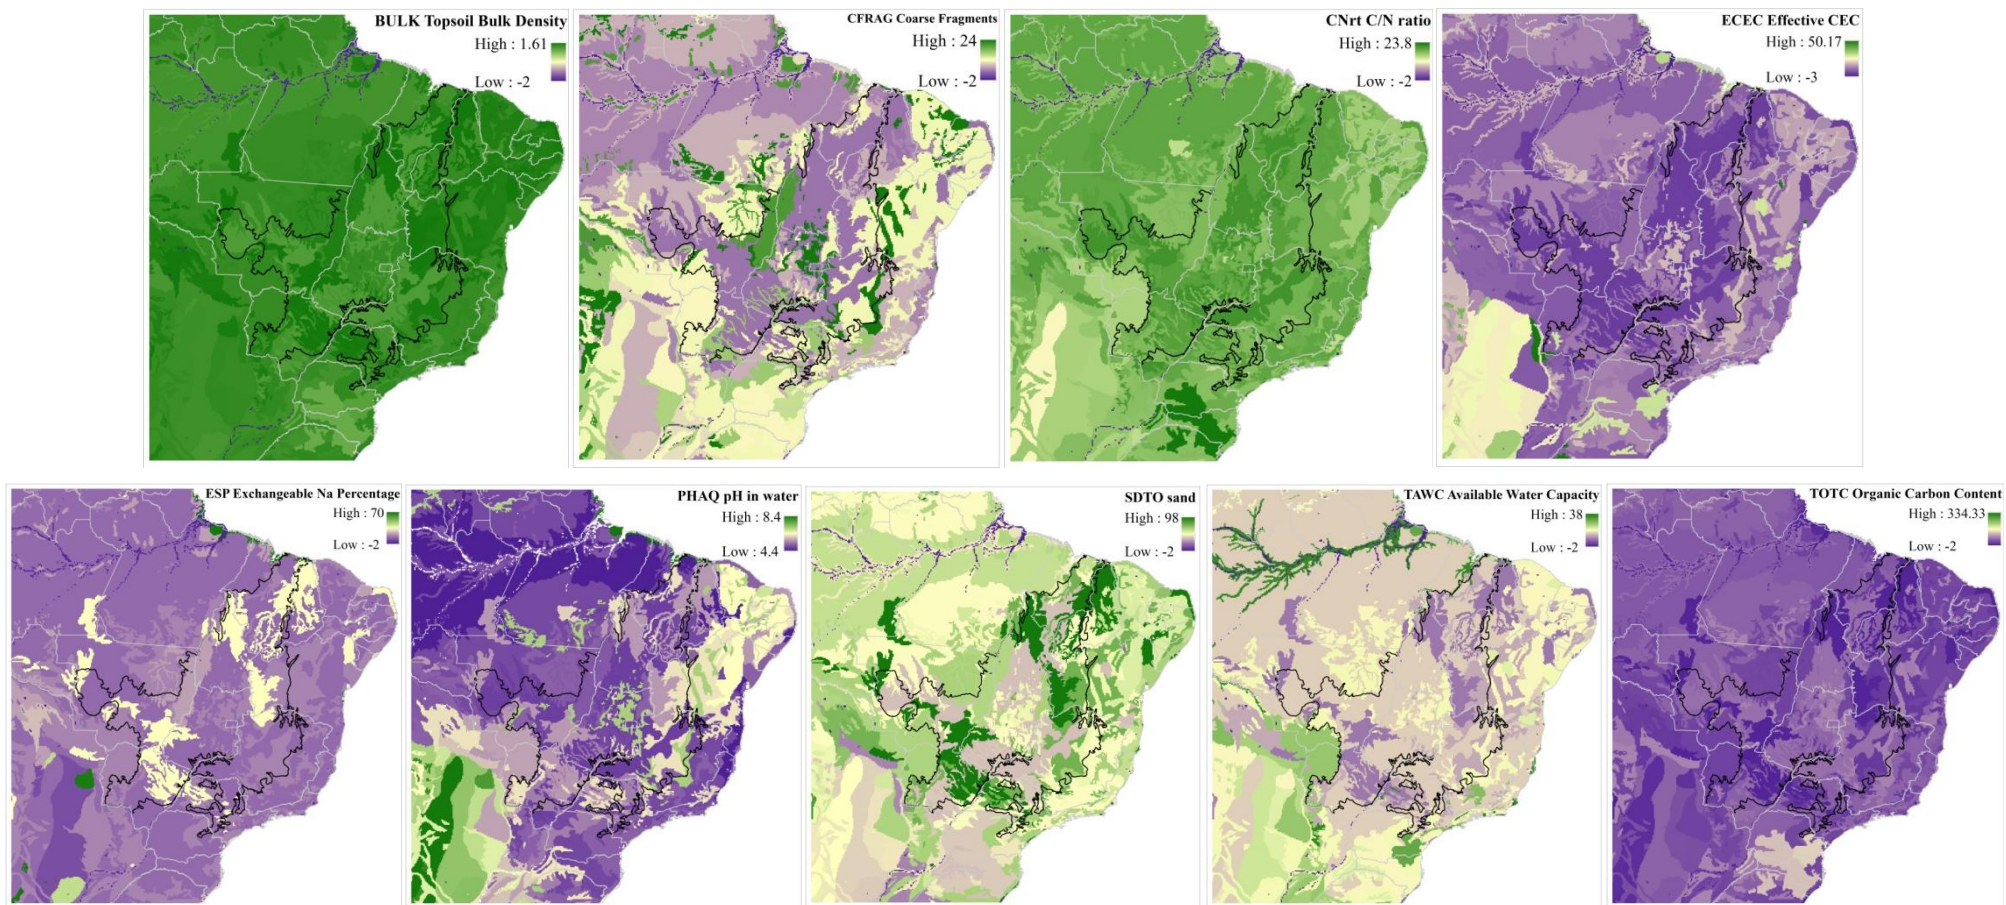 BULK Topsoil Bulk Density
High : 1.61
Low : -2
CFRAG Coarse Fragments
High : 24
Low : -2
CNrt C/N ratio
High : 23.8
Low : -2
ECEC Effective CEC
High : 50.17
Low : -3
ESP Exchangeable Na Percentage
High : 70
Low : -2
PHAQ pH in water
High : 8.4
Low : 4.4
SDTO sand
High : 98
Low : -2
TAWC Available Water Capacity
High : 38
Low : -2
TOTC Organic Carbon Content
High : 334.33
Low : -2